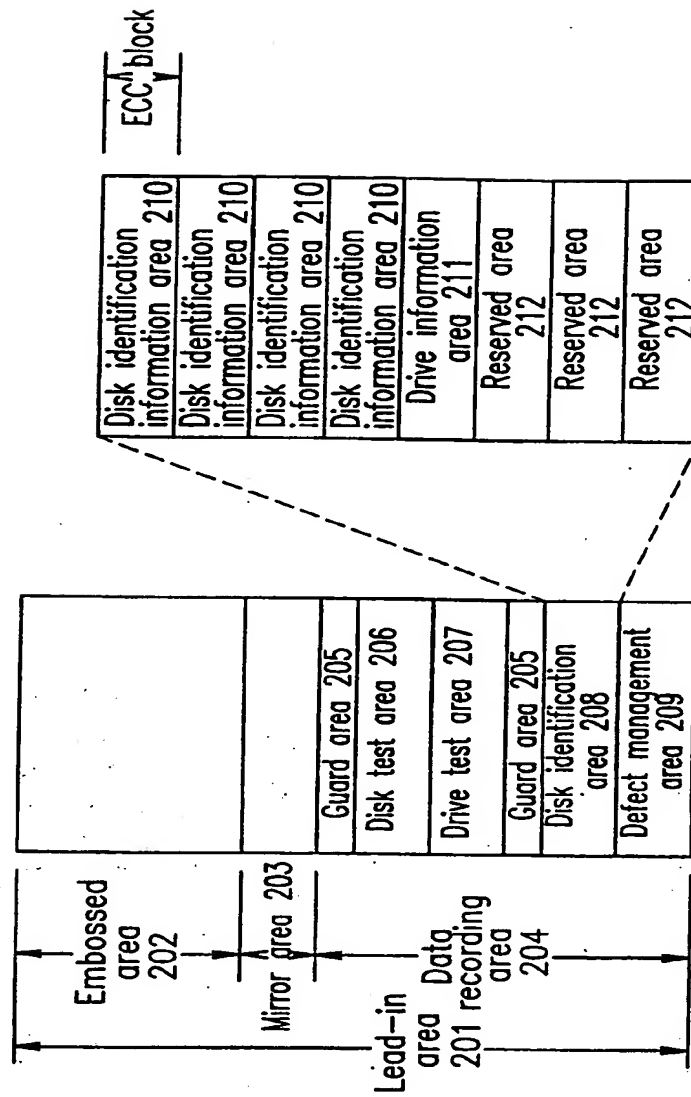 Lead-in
area
201
Embossed
area
202
Mirror area 203
Data
recording
area
204
Guard area 205
Disk test area 206
Drive test area 207
Guard area 205
Disk identification
area 208
Defect management
area 209
Disk identification
information area 210
Disk identification
information area 210
Disk identification
information area 210
Disk identification
information area 210
Drive information
area 211
Reserved area
212
Reserved area
212
Reserved area
212
ECC block